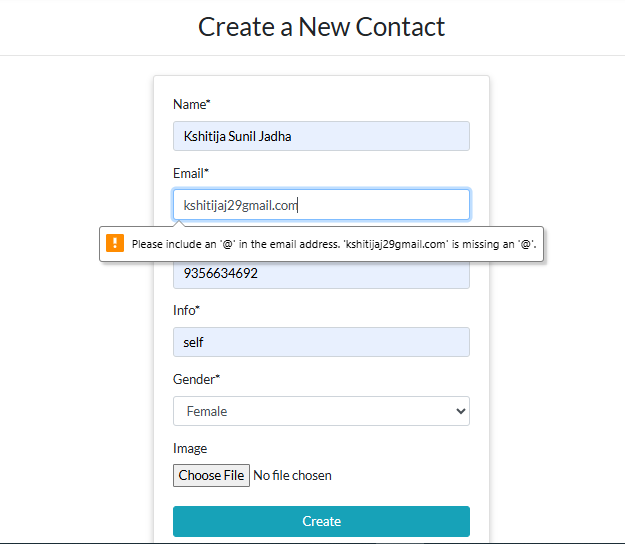 Create a New Contact
Name*
Kshitija Sunil Jadha
Email*
kshitijaj29gmail.com
Please include an '@' in the email address. 'kshitijaj29gmail.com' is missing an '@'.
9356634692
Info*
self
Gender*
Female
Image
Choose File No file chosen
Create